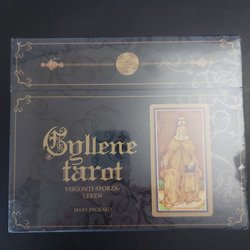 Gyllene
tarot
VISCONTI-SFORZA-
LEKEN
MARY PACKARD